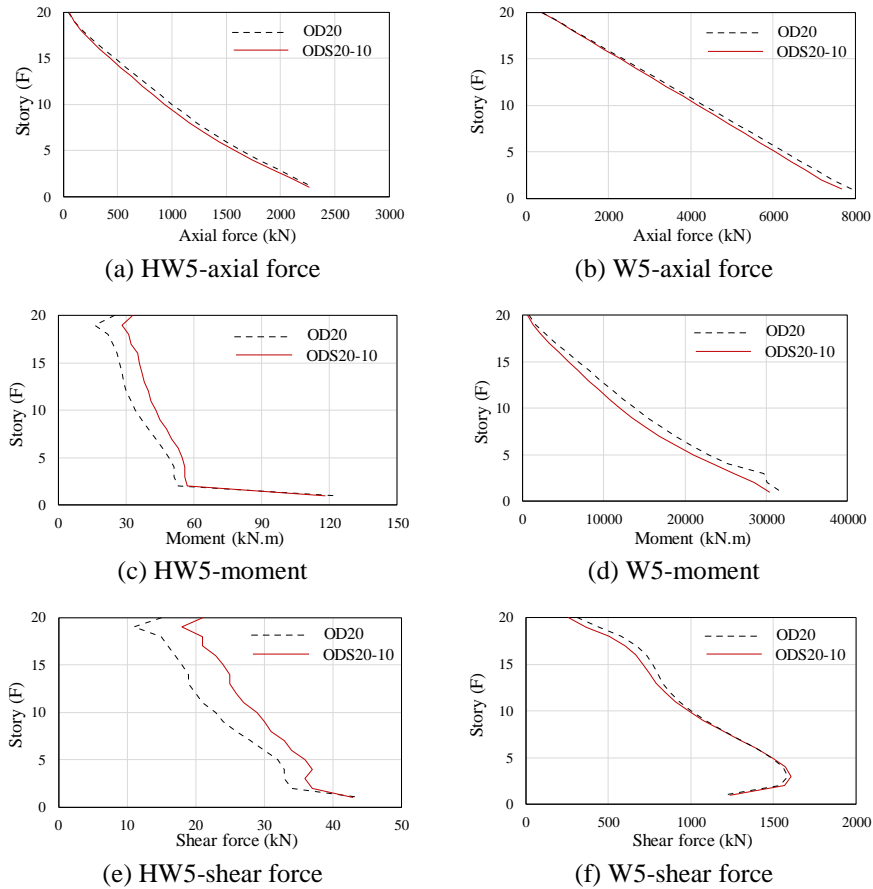 20
15
10
5
0
Story (F)
OD20
ODS20-10
0 500 1000 1500 2000 2500 3000
Axial force (kN)
(a) HW5-axial force
20
15
10
5
0
Story (F)
OD20
ODS20-10
0 2000 4000 6000 8000
Axial force (kN)
(b) W5-axial force
20
15
10
5
0
Story (F)
OD20
ODS20-10
0 30 60 90 120 150
Moment (kN.m)
(c) HW5-moment
20
15
10
5
0
Story (F)
OD20
ODS20-10
0 10000 20000 30000 40000
Moment (kN.m)
(d) W5-moment
20
15
10
5
0
Story (F)
OD20
ODS20-10
0 10 20 30 40 50
Shear force (kN)
(e) HW5-shear force
20
15
10
5
0
Story (F)
OD20
ODS20-10
0 500 1000 1500 2000
Shear force (kN)
(f) W5-shear force